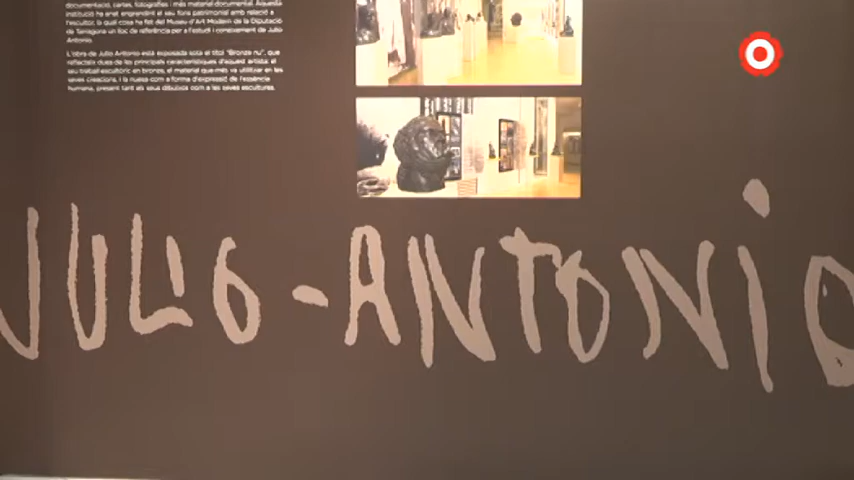 documentació, cartes, fotografies i més material documental. Aquesta
institució ha anat engrandint el seu fons patrimonial amb relació a
l'escultor, la qual cosa ha fet del Museu d'Art Modern de la Diputació
de Tarragona un lloc de referència per a l'estudi i coneixement de Julio
Antonio.
L'obra de Julio Antonio està exposada sota el títol "Bronze nu", que
reflecteix dues de les principals característiques d'aquest artista: el
seu treball escultòric en bronze, el material que més va utilitzar en les
seves creacions, i la nuesa com a forma d'expressió de l'essència
humana, present tant als seus dibuixos com a les seves escultures.
JULIO-ANTONIO